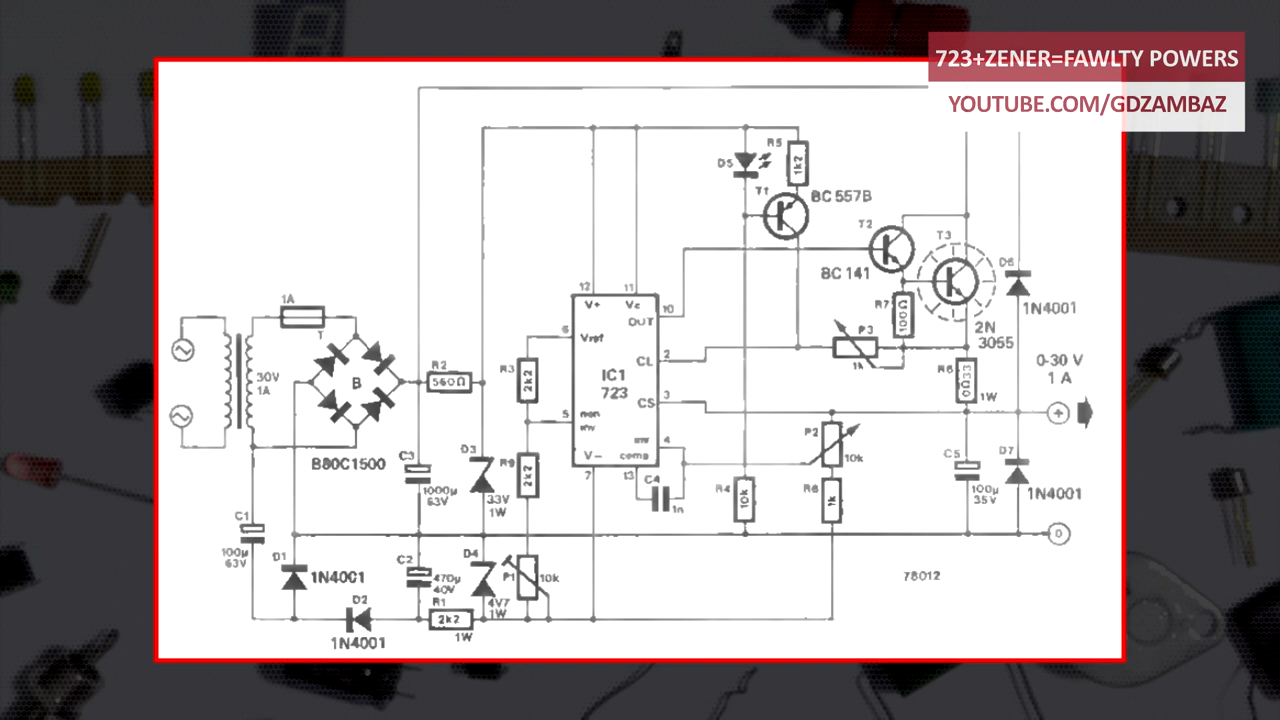 723+ZENER=FAWLTY POWERS
YOUTUBE.COM/GDZAMBAZ
D5
R5
1k2
T1
BC 557B
T2
T3
BC 141
D6
1N4001
R7
100Ω
2N
3055
0-30 V
1 A
1A
T
30V
1A
B
B80C1500
R2
560Ω
12
V+
11
Vc
10
OUT
6
Vref
R3
2k2
CL
2
IC1
723
CS
3
5
non
inv
inv
4
V-
comp
7
13
P3
1k
R6
0Ω33
1W
+
P2
10k
C3
1000μ
63V
D3
33V
1W
R9
2k2
C4
1n
R4
10k
R6
1k
C5
100μ
35V
D7
1N4001
0
C1
100μ
63V
D1
1N4001
C2
470μ
40V
D4
4V7
1W
P1
10k
D2
1N4001
R1
2k2
1W
78012